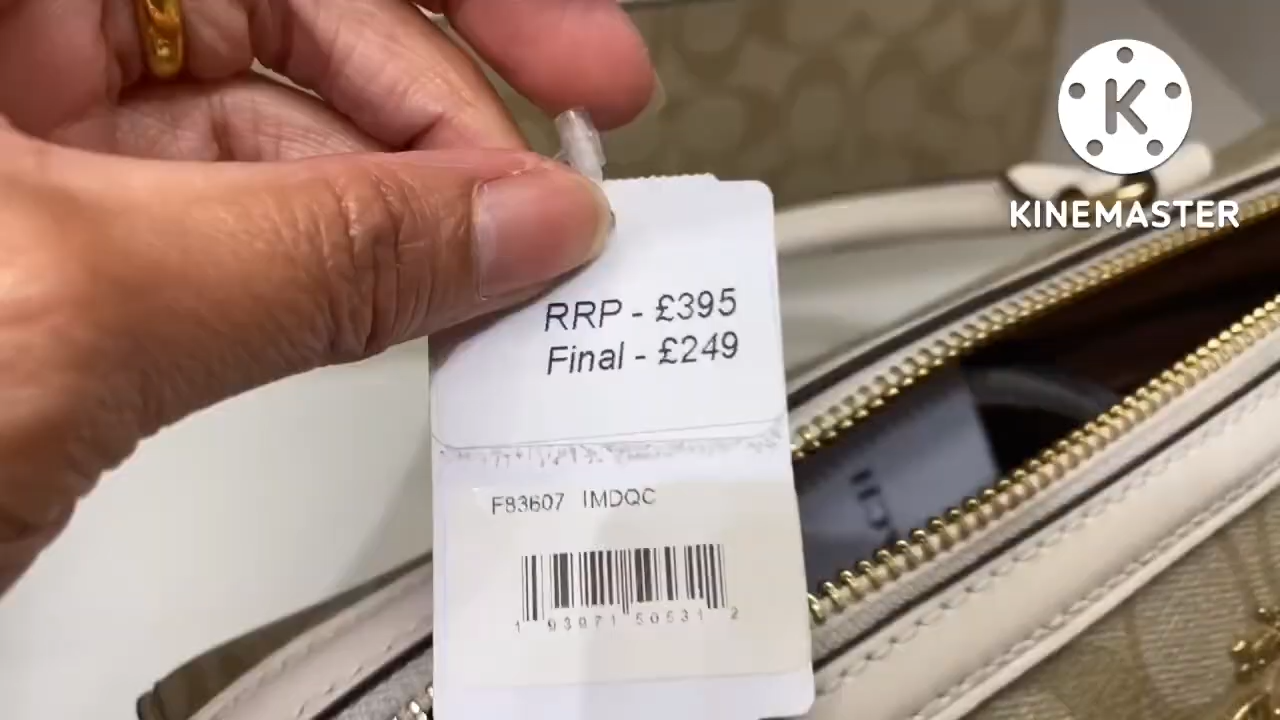 K
KINEMASTER
RRP - £395
Final - £249
F83607 IMDQC
1 93971 50531 2